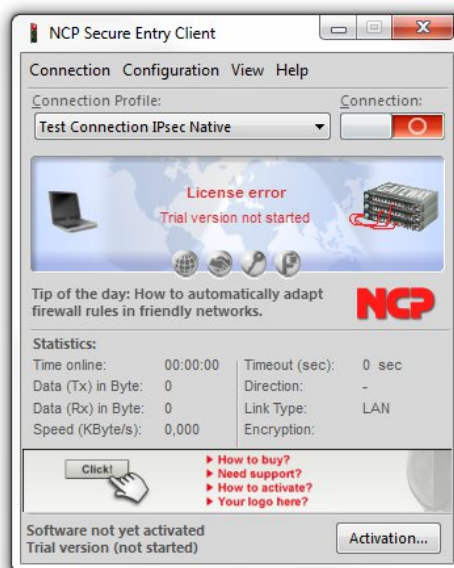 NCP Secure Entry Client
Connection Configuration View Help
Connection Profile: Connection:
Test Connection IPsec Native
License error
Trial version not started
Tip of the day: How to automatically adapt
firewall rules in friendly networks.
NCP
Statistics:
Time online: 00:00:00 Timeout (sec): 0 sec
Data (Tx) in Byte: 0 Direction: -
Data (Rx) in Byte: 0 Link Type: LAN
Speed (KByte/s): 0,000 Encryption:
Click!
How to buy?
Need support?
How to activate?
Your logo here?
Software not yet activated
Trial version (not started)
Activation...